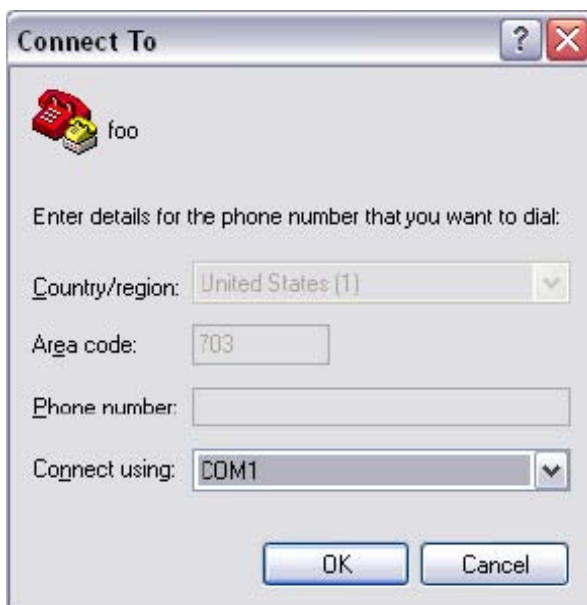 Connect To
foo
Enter details for the phone number that you want to dial:
Country/region: United States (1)
Area code: 703
Phone number:
Connect using: COM1
OK Cancel